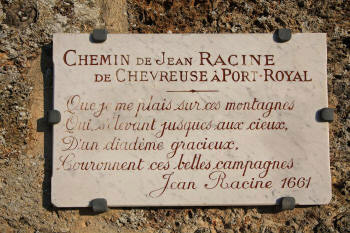 CHEMIN DE JEAN RACINE
DE CHEVREUSE À PORT-ROYAL
Que je me plais sur ces montagnes
Qui, s'élevant jusques aux cieux,
D'un diadème gracieux,
Couronnent ces belles campagnes
Jean Racine 1661